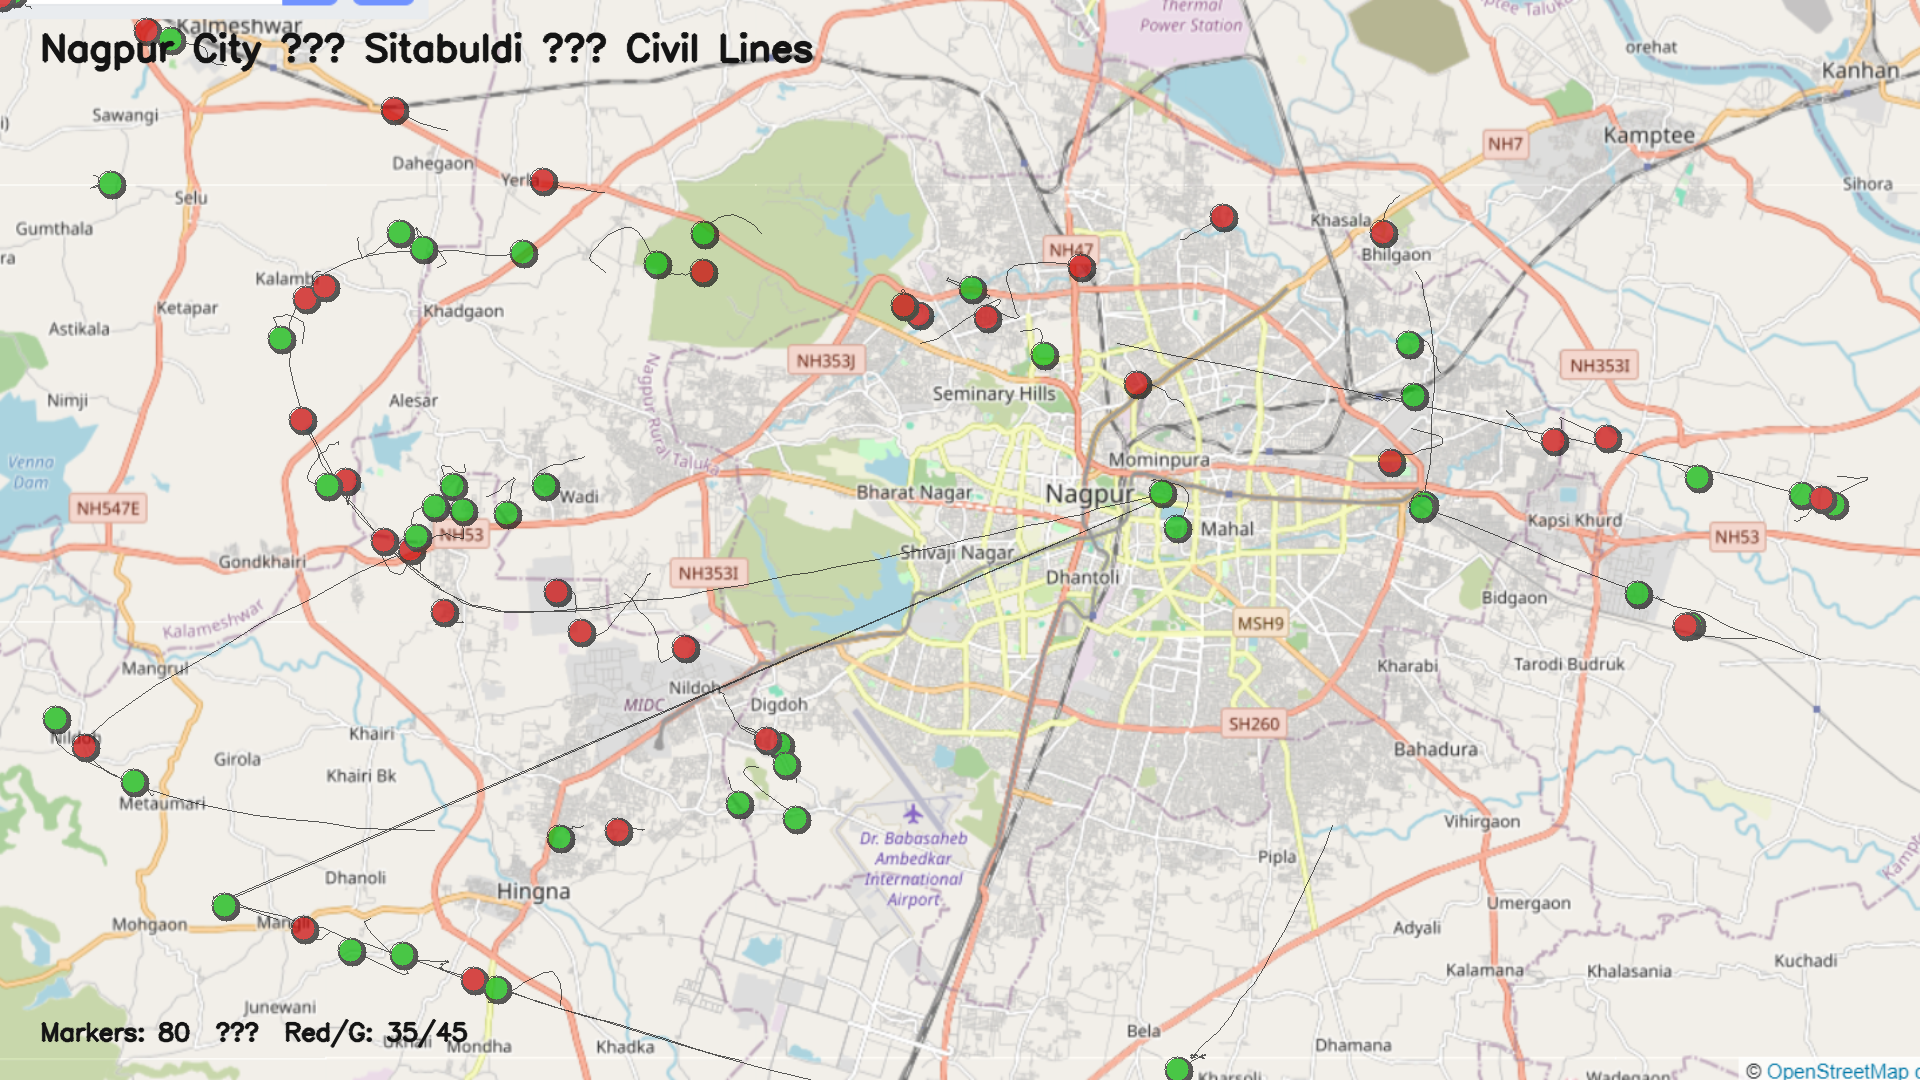 Kalmeshwar
Nagpur City ??? Sitabuldi ??? Civil Lines
Thermal
Power Station
orehat
Kanhan
Sawangi
NH7
Kamptee
Dahegaon
Sihora
Selu
Khasala
Gumthala
NH47
Bhilgaon
Ketapar
Khadgaon
Astikala
NH353J
NH353I
Seminary Hills
Nimji
Alesar
Nagpur Rural Taluka
Mominpura
Venna
Dam
Bharat Nagar
Nagpur
Wadi
NH547E
Kapsi Khurd
NH53
Mahal
NH53
Shivaji Nagar
Gondkhairi
NH353I
Dhantoli
Bidgaon
Kalameshwar
MSH9
Mangrul
Kharabi
Tarodi Budruk
Nildoh
MIDC
Digdoh
SH260
Khairi
Bahadura
Girola
Khairi Bk
Metaumari
Vihirgaon
Dr. Babasaheb
Ambedkar
International
Airport
Pipla
Dhanoli
Hingna
Umergaon
Mohgaon
Adyali
Kalamana
Khalasania
Kuchadi
Junewani
Markers: 80 ??? Red/G: 35/45
Mondha
Khadka
Bela
Dhamana
Kharsoli
Wadegaon
© OpenStreetMap c